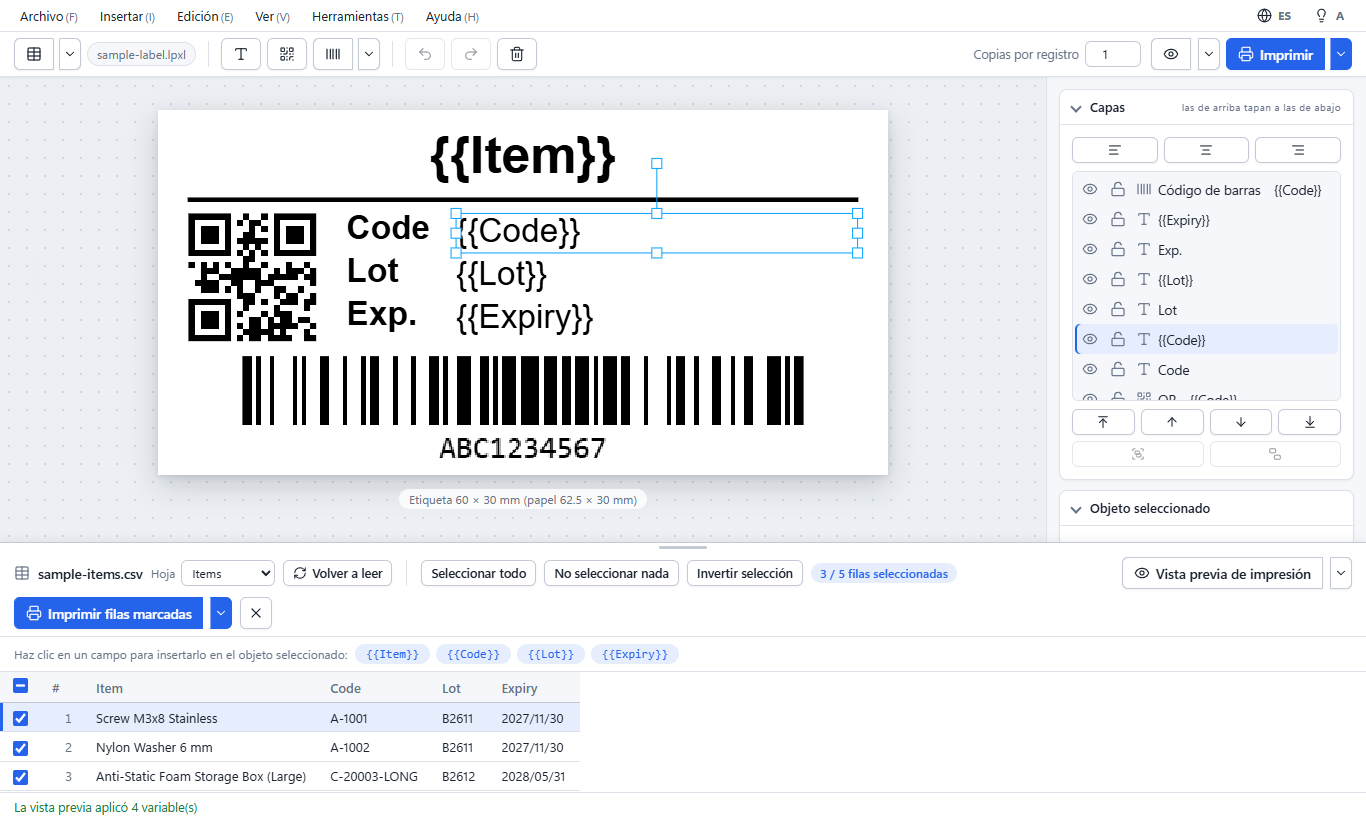 Archivo (F) Insertar (I) Edición (E) Ver (V) Herramientas (T) Ayuda (H) ES A
sample-label.lpxl T Copias por registro 1 Imprimir
Capas las de arriba tapan a las de abajo
{{Item}}
Code {{Code}}
Lot {{Lot}}
Exp. {{Expiry}}
ABC1234567
Etiqueta 60 × 30 mm (papel 62.5 × 30 mm)
Código de barras {{Code}}
{{Expiry}}
Exp.
{{Lot}}
Lot
{{Code}}
Code
QR {{Code}}
Objeto seleccionado
sample-items.csv Hoja Items Volver a leer Seleccionar todo No seleccionar nada Invertir selección 3 / 5 filas seleccionadas Vista previa de impresión
Imprimir filas marcadas
Haz clic en un campo para insertarlo en el objeto seleccionado: {{Item}} {{Code}} {{Lot}} {{Expiry}}
# Item Code Lot Expiry
1 Screw M3x8 Stainless A-1001 B2611 2027/11/30
2 Nylon Washer 6 mm A-1002 B2611 2027/11/30
3 Anti-Static Foam Storage Box (Large) C-20003-LONG B2612 2028/05/31
La vista previa aplicó 4 variable(s)